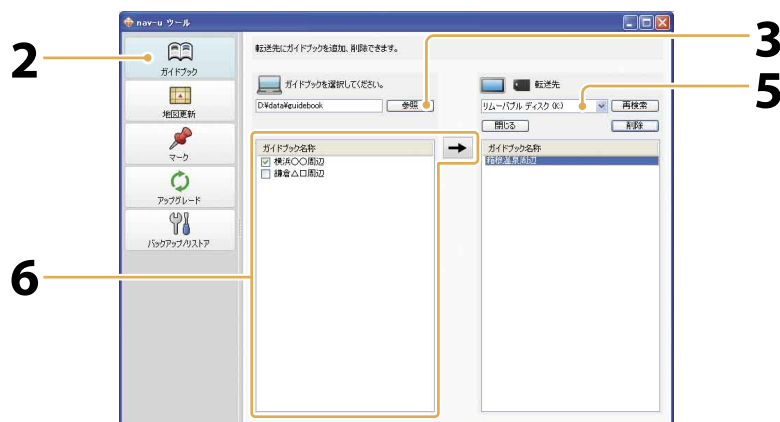 nav-u ツール
2
ガイドブック
地図更新
マーク
アップグレード
バックアップ/リストア
転送先にガイドブックを追加、削除できます。
3
ガイドブックを選択してください。
D:¥data¥guidebook
参照
転送先
5
リムーバブル ディスク (K:)
再検索
閉じる
削除
6
ガイドブック名称
横浜〇〇周辺
鎌倉△口周辺
ガイドブック名称
箱根温泉周辺